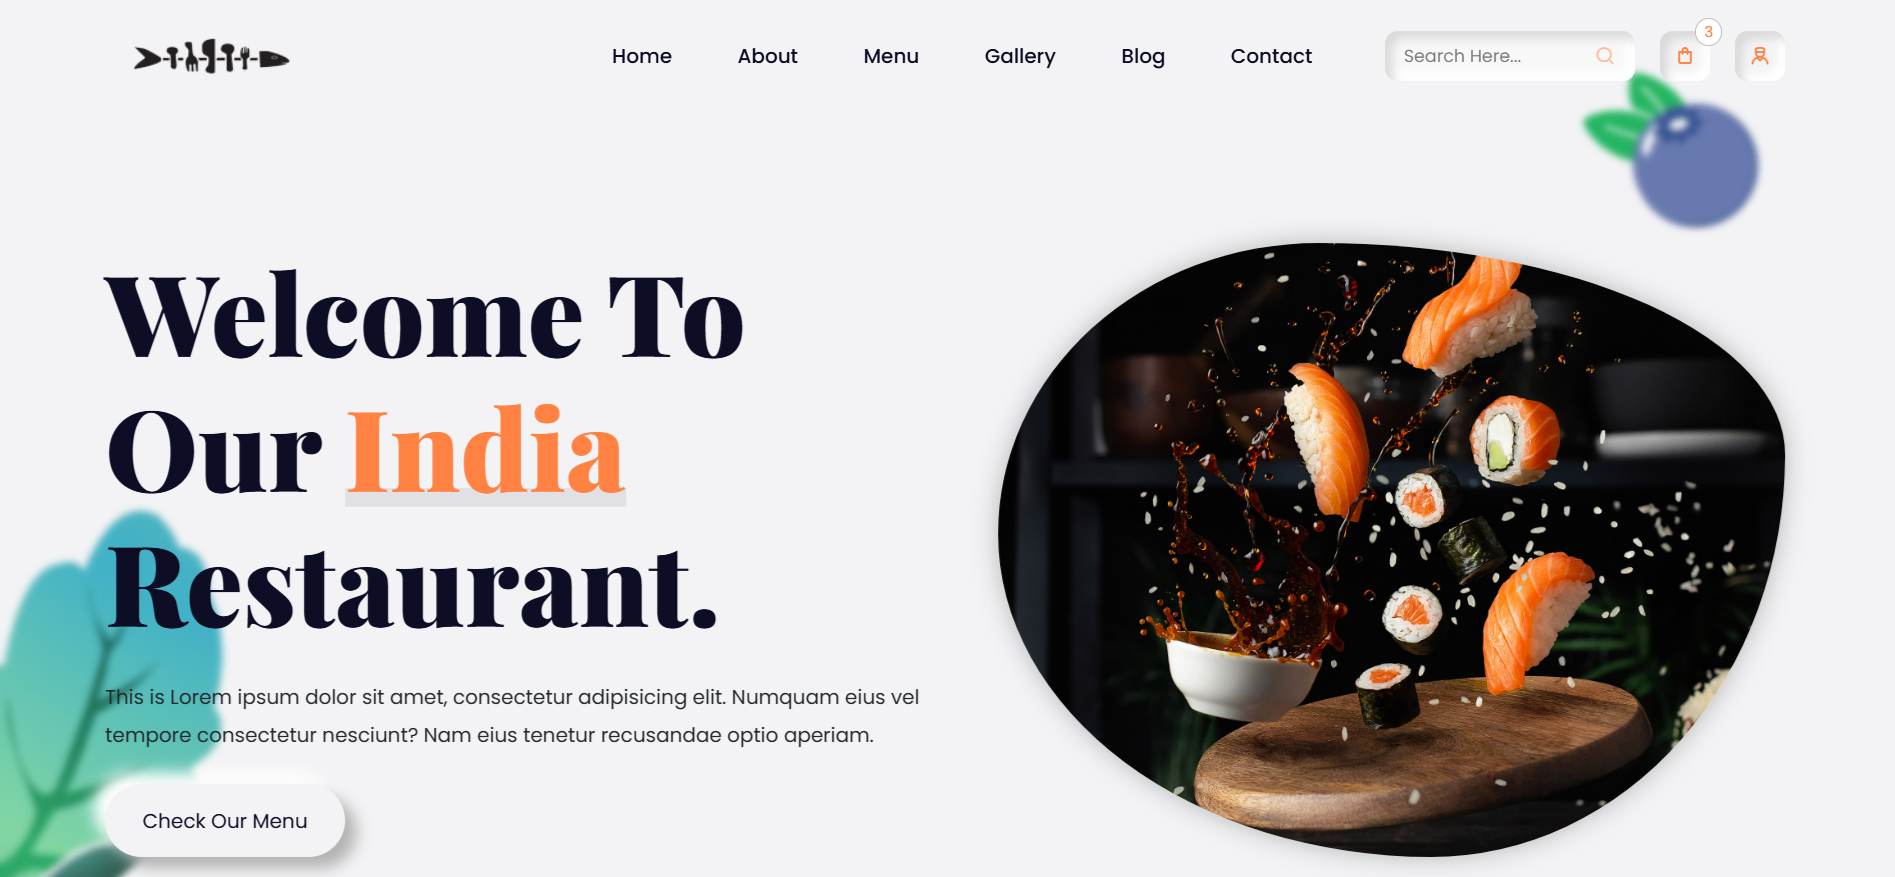 Home About Menu Gallery Blog Contact Search Here... 3
Welcome To
Our India
Restaurant.
This is Lorem ipsum dolor sit amet, consectetur adipisicing elit. Numquam eius vel
tempore consectetur nesciunt? Nam eius tenetur recusandae optio aperiam.
Check Our Menu